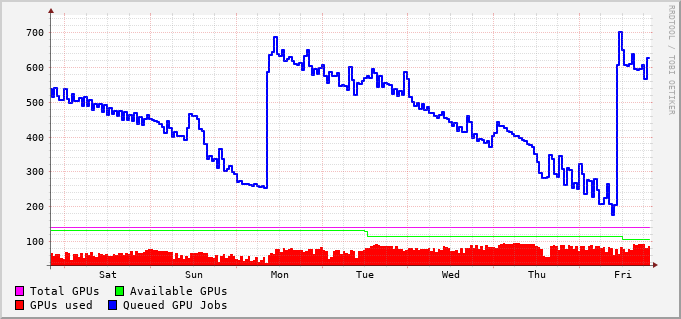 RRDTOOL / TOBI OETIKER
700
600
500
400
300
200
100
Sat Sun Mon Tue Wed Thu Fri
Total GPUs Available GPUs
GPUs used Queued GPU Jobs